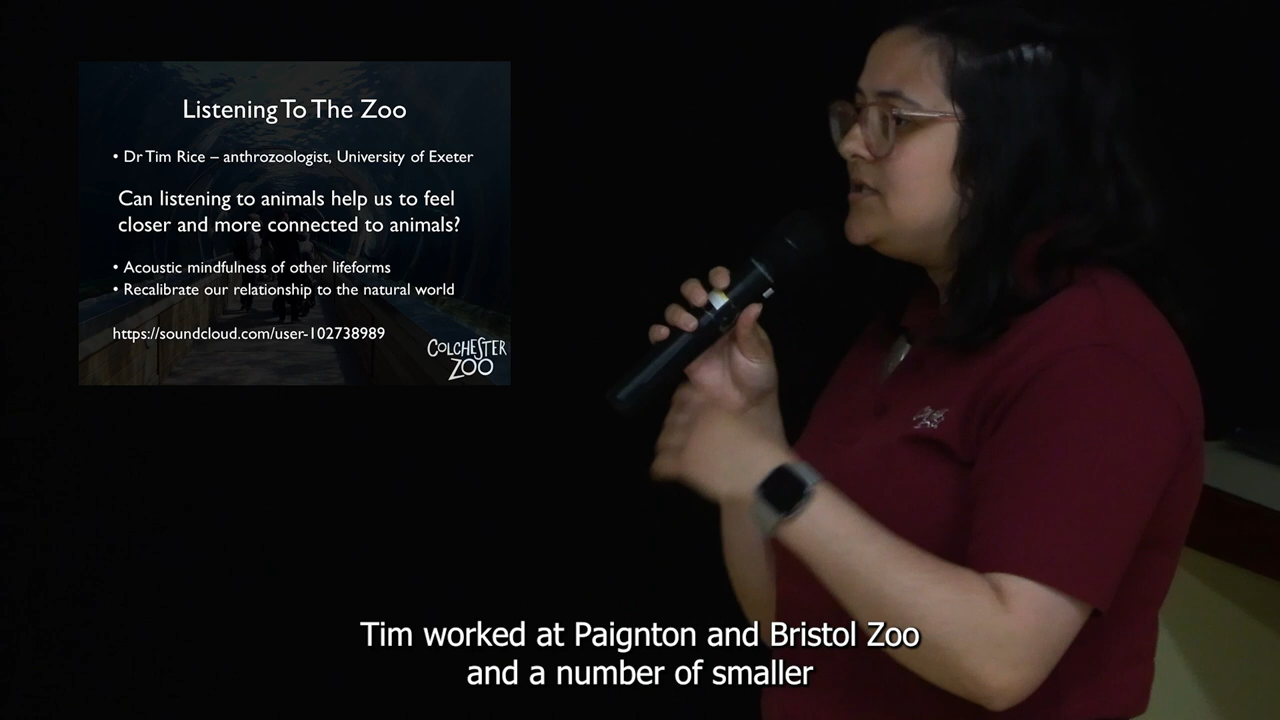 Listening To The Zoo
• Dr Tim Rice – anthrozoologist, University of Exeter
Can listening to animals help us to feel
closer and more connected to animals?
• Acoustic mindfulness of other lifeforms
• Recalibrate our relationship to the natural world
https://soundcloud.com/user-102738989
COLCHESTER
ZOO
Tim worked at Paignton and Bristol Zoo
and a number of smaller